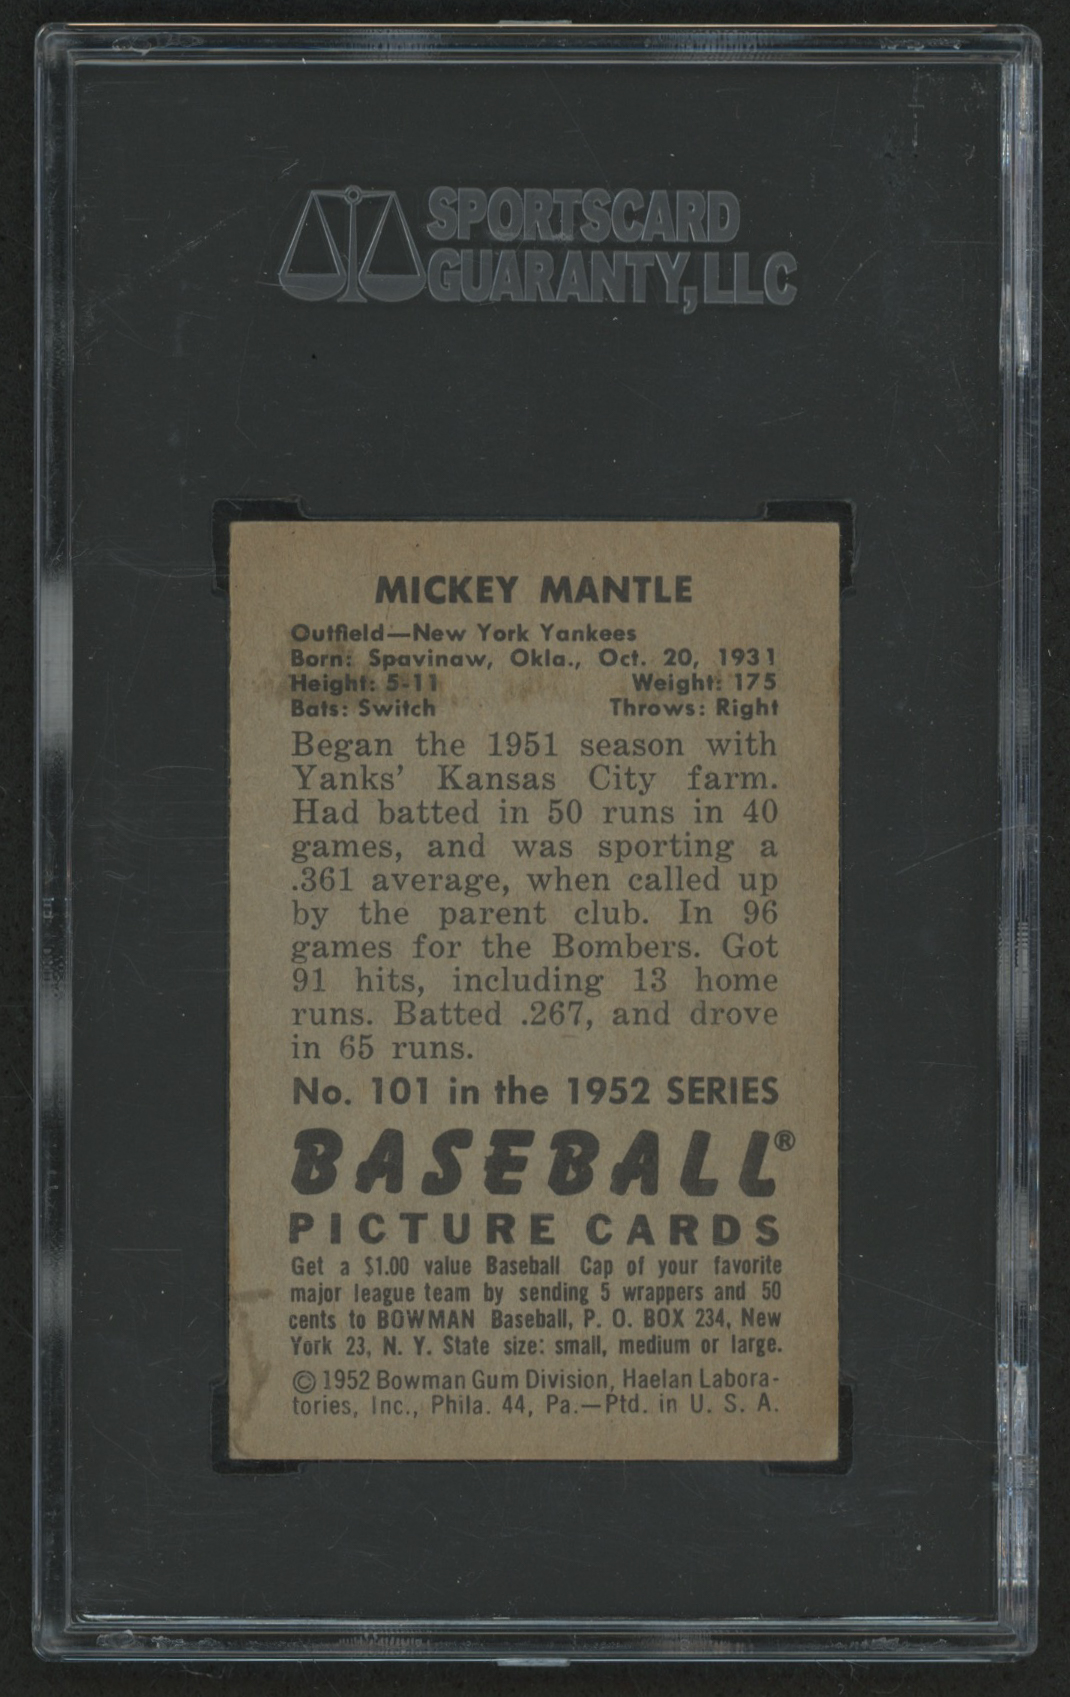 SPORTSCARD
GUARANTY, LLC
MICKEY MANTLE
Outfield—New York Yankees
Born: Spavinaw, Okla., Oct. 20, 1931
Height: 5-11 Weight: 175
Bats: Switch Throws: Right
Began the 1951 season with
Yanks' Kansas City farm.
Had batted in 50 runs in 40
games, and was sporting a
.361 average, when called up
by the parent club. In 96
games for the Bombers. Got
91 hits, including 13 home
runs. Batted .267, and drove
in 65 runs.
No. 101 in the 1952 SERIES
BASEBALL®
PICTURE CARDS
Get a $1.00 value Baseball Cap of your favorite
major league team by sending 5 wrappers and 50
cents to BOWMAN Baseball, P. O. BOX 234, New
York 23, N. Y. State size: small, medium or large.
© 1952 Bowman Gum Division, Haelan Labora-
tories, Inc., Phila. 44, Pa.—Ptd. in U. S. A.